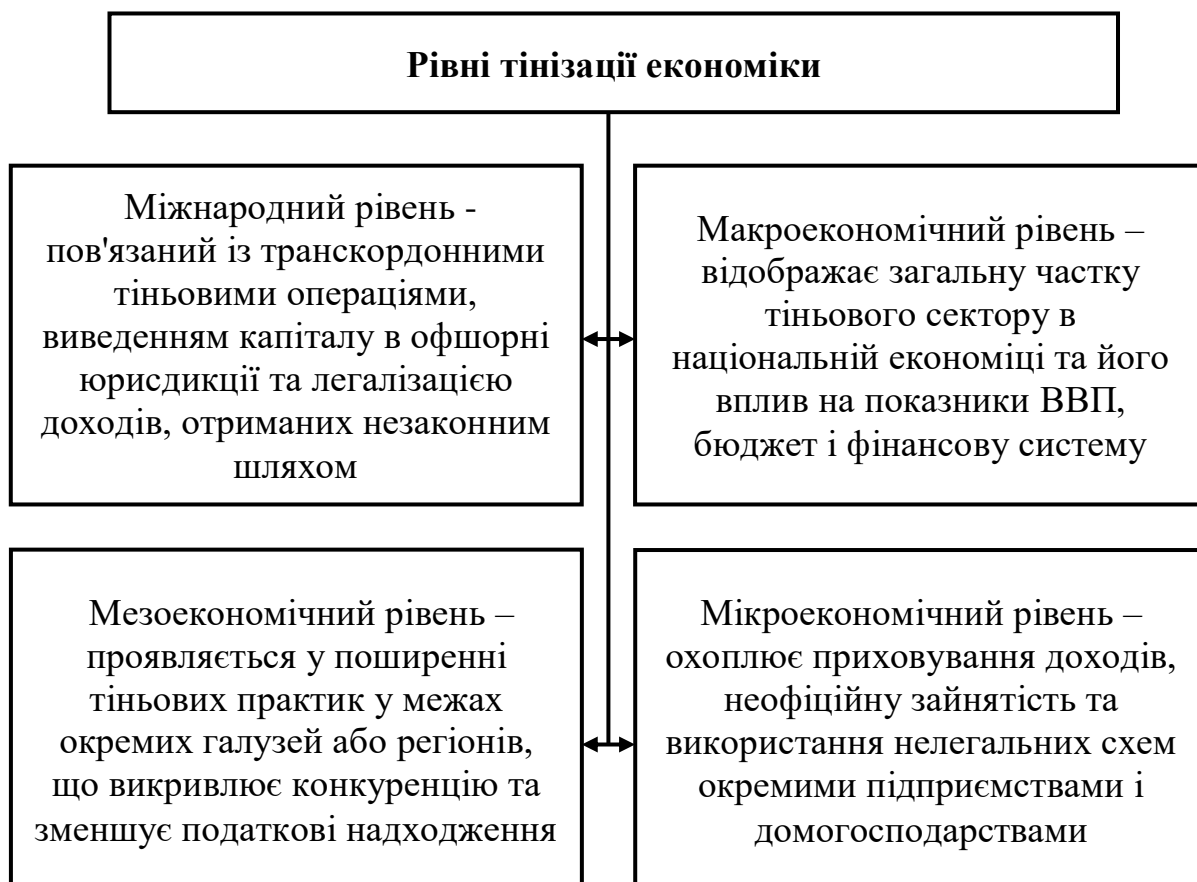 Рівні тінізації економіки
Міжнародний рівень -
пов'язаний із транскордонними
тіньовими операціями,
виведенням капіталу в офшорні
юрисдикції та легалізацією
доходів, отриманих незаконним
шляхом
Макроекономічний рівень –
відображає загальну частку
тіньового сектору в
національній економіці та його
вплив на показники ВВП,
бюджет і фінансову систему
Мезоекономічний рівень –
проявляється у поширенні
тіньових практик у межах
окремих галузей або регіонів,
що викривлює конкуренцію та
зменшує податкові надходження
Мікроекономічний рівень –
охоплює приховування доходів,
неофіційну зайнятість та
використання нелегальних схем
окремими підприємствами і
домогосподарствами